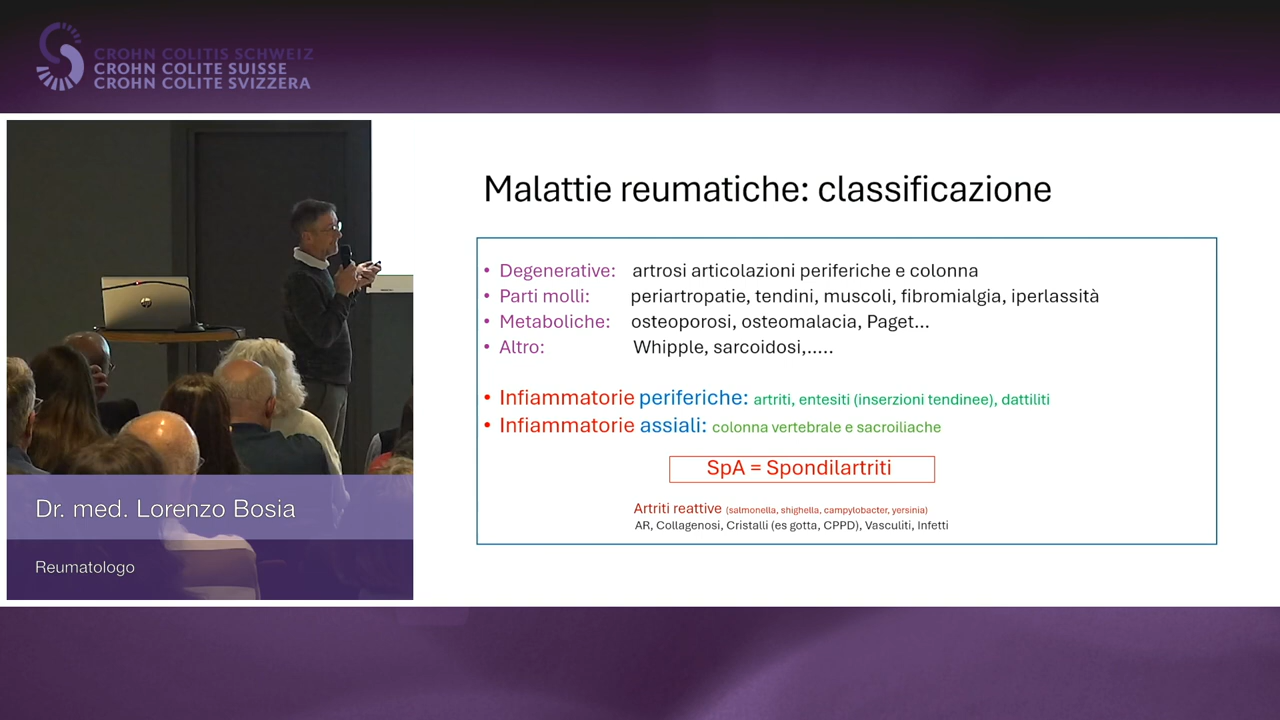 CROHN COLITIS SCHWEIZ
CROHN COLITE SUISSE
CROHN COLITE SVIZZERA
Malattie reumatiche: classificazione
• Degenerative: artrosi articolazioni periferiche e colonna
• Parti molli: periartropatie, tendini, muscoli, fibromialgia, iperlassità
• Metaboliche: osteoporosi, osteomalacia, Paget...
• Altro: Whipple, sarcoidosi,.....
• Infiammatorie periferiche: artriti, entesiti (inserzioni tendinee), dattiliti
• Infiammatorie assiali: colonna vertebrale e sacroiliache
SpA = Spondilartriti
Artriti reattive (salmonella, shighella, campylobacter, yersinia)
AR, Collagenosi, Cristalli (es gotta, CPPD), Vasculiti, Infetti
Dr. med. Lorenzo Bosia
Reumatologo